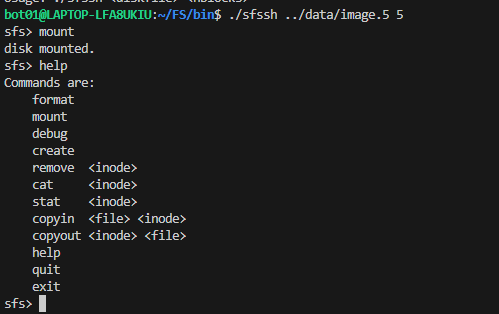 bot01@LAPTOP-LFA8UKIU:~/FS/bin$ ./sfssh ../data/image.5 5
sfs> mount
disk mounted.
sfs> help
Commands are:
    format
    mount
    debug
    create
    remove  <inode>
    cat     <inode>
    stat    <inode>
    copyin  <file> <inode>
    copyout <inode> <file>
    help
    quit
    exit
sfs>